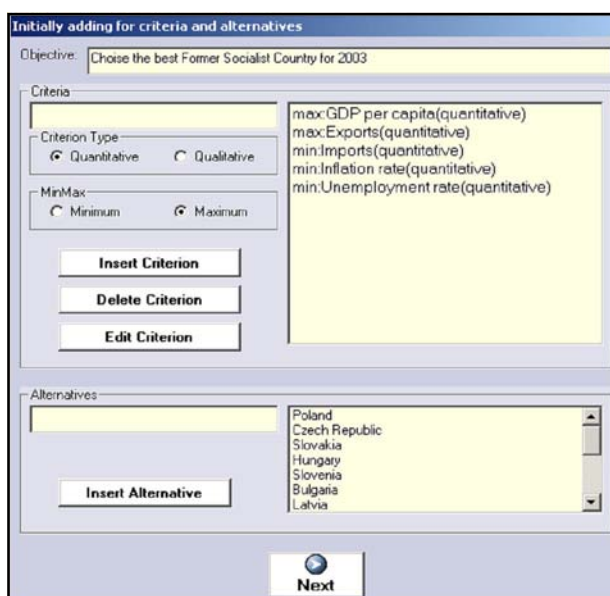 Initially adding for criteria and alternatives
Objective: Choise the best Former Socialist Country for 2003
Criteria
max:GDP per capita(quantitative)
max:Exports(quantitative)
min:Imports(quantitative)
min:Inflation rate(quantitative)
min:Unemployment rate(quantitative)
Criterion Type
Quantitative Qualitative
MinMax
Minimum Maximum
Insert Criterion
Delete Criterion
Edit Criterion
Alternatives
Poland
Czech Republic
Slovakia
Hungary
Slovenia
Bulgaria
Latvia
Insert Alternative
Next